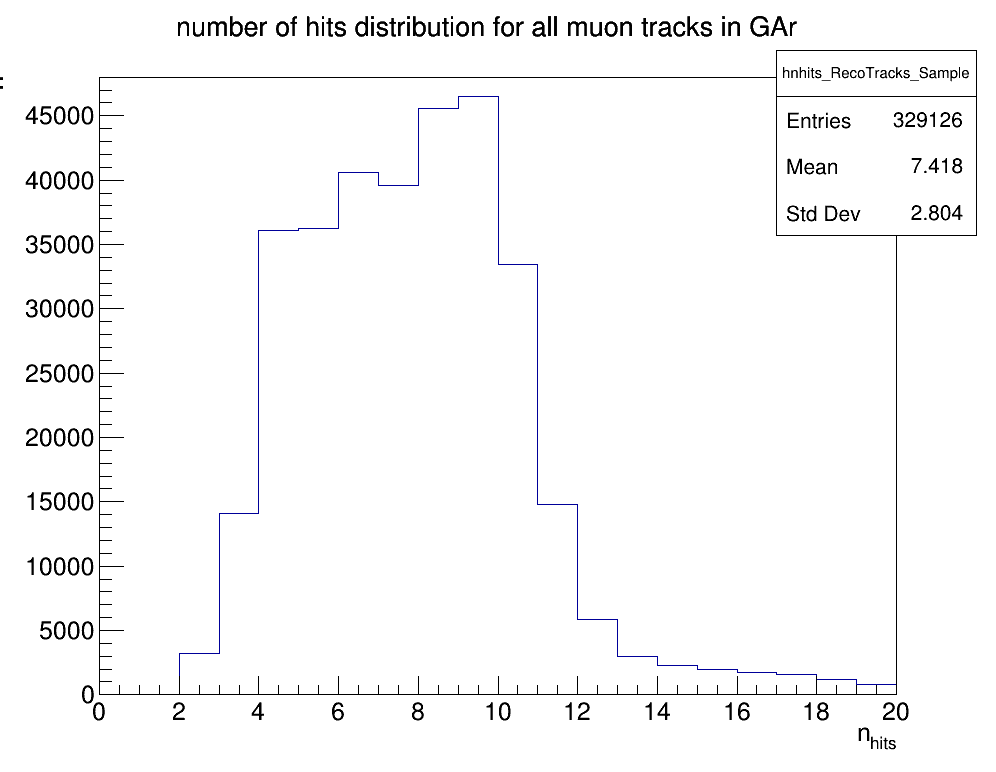 number of hits distribution for all muon tracks in GAr
hnhits_RecoTracks_Sample
Entries 329126
Mean 7.418
Std Dev 2.804
45000
40000
35000
30000
25000
20000
15000
10000
5000
0
0 2 4 6 8 10 12 14 16 18 20
n_hits